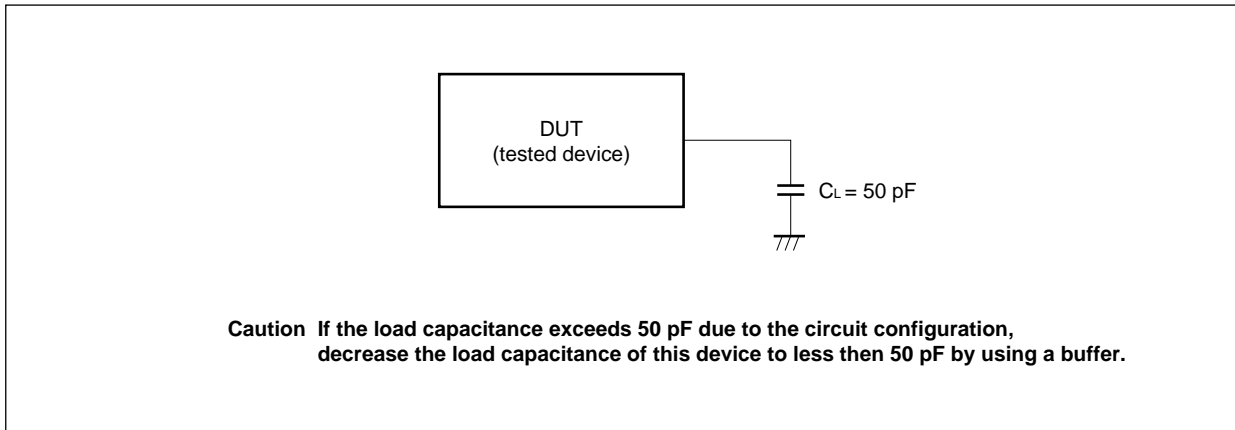 DUT
(tested device)
CL = 50 pF
Caution If the load capacitance exceeds 50 pF due to the circuit configuration,
decrease the load capacitance of this device to less then 50 pF by using a buffer.